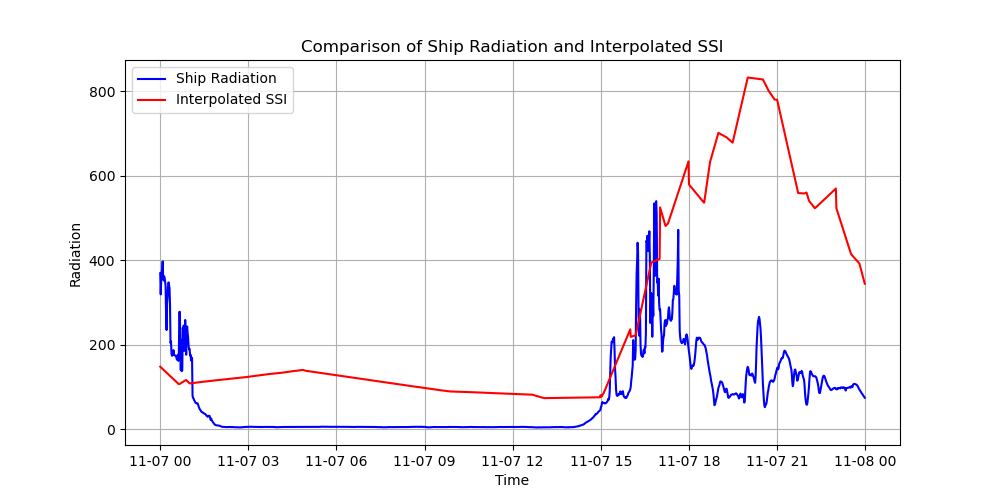 Comparison of Ship Radiation and Interpolated SSI
Ship Radiation
Interpolated SSI
Radiation
800
600
400
200
0
11-07 00 11-07 03 11-07 06 11-07 09 11-07 12 11-07 15 11-07 18 11-07 21 11-08 00
Time